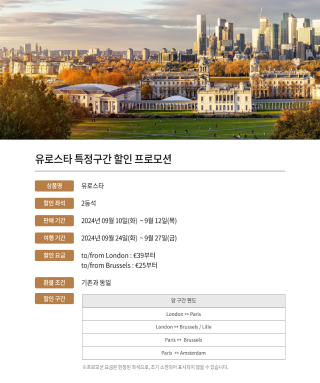 유로스타 특정구간 할인 프로모션
상품명 유로스타
할인 좌석 2등석
판매 기간 2024년 09월 10일(화) ~ 9월 12일(목)
여행 기간 2024년 09월 24일(화) ~ 9월 27일(금)
할인 요금 to/from London : €39부터
to/from Brussels : €25부터
환불 조건 기존과 동일
할인 구간 양 구간 편도
London ↔ Paris
London ↔ Brussels / Lille
Paris ↔ Brussels
Paris ↔ Amsterdam
※프로모션 요금은 한정된 좌석으로, 조기 소진되어 표시되지 않을 수 있습니다.